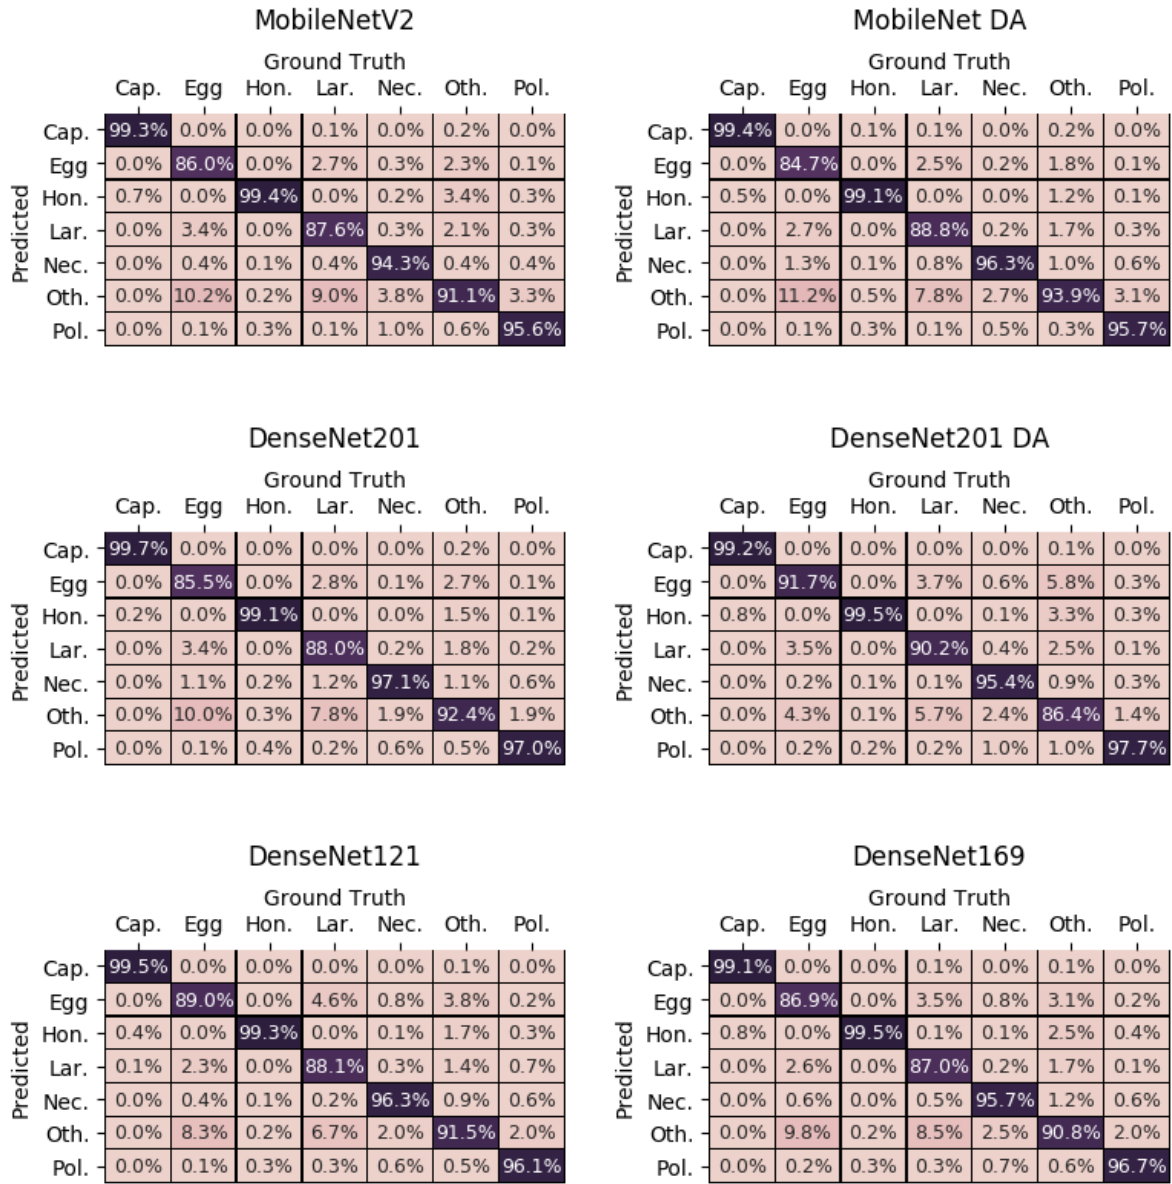 MobileNetV2
Ground Truth
Cap. Egg Hon. Lar. Nec. Oth. Pol.
Predicted
Cap. 99.3% 0.0% 0.0% 0.1% 0.0% 0.2% 0.0%
Egg 0.0% 86.0% 0.0% 2.7% 0.3% 2.3% 0.1%
Hon. 0.7% 0.0% 99.4% 0.0% 0.2% 3.4% 0.3%
Lar. 0.0% 3.4% 0.0% 87.6% 0.3% 2.1% 0.3%
Nec. 0.0% 0.4% 0.1% 0.4% 94.3% 0.4% 0.4%
Oth. 0.0% 10.2% 0.2% 9.0% 3.8% 91.1% 3.3%
Pol. 0.0% 0.1% 0.3% 0.1% 1.0% 0.6% 95.6%
MobileNet DA
Ground Truth
Cap. Egg Hon. Lar. Nec. Oth. Pol.
Predicted
Cap. 99.4% 0.0% 0.1% 0.1% 0.0% 0.2% 0.0%
Egg 0.0% 84.7% 0.0% 2.5% 0.2% 1.8% 0.1%
Hon. 0.5% 0.0% 99.1% 0.0% 0.0% 1.2% 0.1%
Lar. 0.0% 2.7% 0.0% 88.8% 0.2% 1.7% 0.3%
Nec. 0.0% 1.3% 0.1% 0.8% 96.3% 1.0% 0.6%
Oth. 0.0% 11.2% 0.5% 7.8% 2.7% 93.9% 3.1%
Pol. 0.0% 0.1% 0.3% 0.1% 0.5% 0.3% 95.7%
DenseNet201
Ground Truth
Cap. Egg Hon. Lar. Nec. Oth. Pol.
Predicted
Cap. 99.7% 0.0% 0.0% 0.0% 0.0% 0.2% 0.0%
Egg 0.0% 85.5% 0.0% 2.8% 0.1% 2.7% 0.1%
Hon. 0.2% 0.0% 99.1% 0.0% 0.0% 1.5% 0.1%
Lar. 0.0% 3.4% 0.0% 88.0% 0.2% 1.8% 0.2%
Nec. 0.0% 1.1% 0.2% 1.2% 97.1% 1.1% 0.6%
Oth. 0.0% 10.0% 0.3% 7.8% 1.9% 92.4% 1.9%
Pol. 0.0% 0.1% 0.4% 0.2% 0.6% 0.5% 97.0%
DenseNet201 DA
Ground Truth
Cap. Egg Hon. Lar. Nec. Oth. Pol.
Predicted
Cap. 99.2% 0.0% 0.0% 0.0% 0.0% 0.1% 0.0%
Egg 0.0% 91.7% 0.0% 3.7% 0.6% 5.8% 0.3%
Hon. 0.8% 0.0% 99.5% 0.0% 0.1% 3.3% 0.3%
Lar. 0.0% 3.5% 0.0% 90.2% 0.4% 2.5% 0.1%
Nec. 0.0% 0.2% 0.1% 0.1% 95.4% 0.9% 0.3%
Oth. 0.0% 4.3% 0.1% 5.7% 2.4% 86.4% 1.4%
Pol. 0.0% 0.2% 0.2% 0.2% 1.0% 1.0% 97.7%
DenseNet121
Ground Truth
Cap. Egg Hon. Lar. Nec. Oth. Pol.
Predicted
Cap. 99.5% 0.0% 0.0% 0.0% 0.0% 0.1% 0.0%
Egg 0.0% 89.0% 0.0% 4.6% 0.8% 3.8% 0.2%
Hon. 0.4% 0.0% 99.3% 0.0% 0.1% 1.7% 0.3%
Lar. 0.1% 2.3% 0.0% 88.1% 0.3% 1.4% 0.7%
Nec. 0.0% 0.4% 0.1% 0.2% 96.3% 0.9% 0.6%
Oth. 0.0% 8.3% 0.2% 6.7% 2.0% 91.5% 2.0%
Pol. 0.0% 0.1% 0.3% 0.3% 0.6% 0.5% 96.1%
DenseNet169
Ground Truth
Cap. Egg Hon. Lar. Nec. Oth. Pol.
Predicted
Cap. 99.1% 0.0% 0.0% 0.1% 0.0% 0.1% 0.0%
Egg 0.0% 86.9% 0.0% 3.5% 0.8% 3.1% 0.2%
Hon. 0.8% 0.0% 99.5% 0.1% 0.1% 2.5% 0.4%
Lar. 0.0% 2.6% 0.0% 87.0% 0.2% 1.7% 0.1%
Nec. 0.0% 0.6% 0.0% 0.5% 95.7% 1.2% 0.6%
Oth. 0.0% 9.8% 0.2% 8.5% 2.5% 90.8% 2.0%
Pol. 0.0% 0.2% 0.3% 0.3% 0.7% 0.6% 96.7%